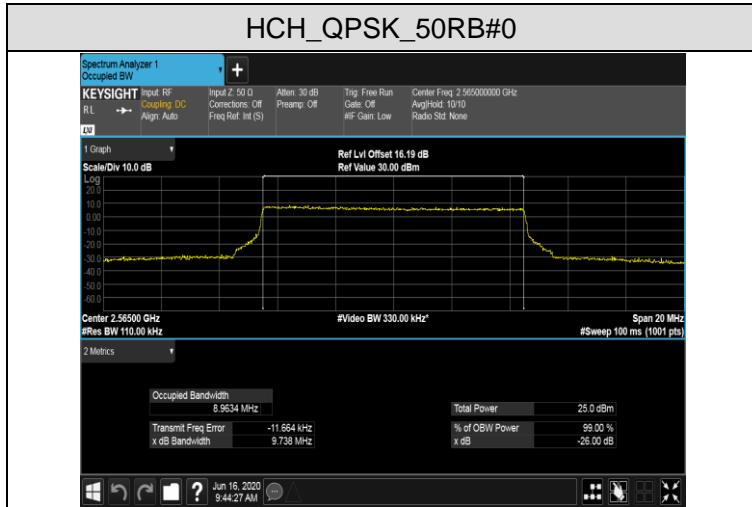 HCH_QPSK_50RB#0
Spectrum Analyzer 1
Occupied BW
+
KEYSIGHT Input: RF Input Z: 50 Ω Atten: 30 dB Trig: Free Run Center Freq: 2.565000000 GHz
RL Coupling: DC Corrections: Off Preamp: Off Gate: Off Avg|Hold: 10/10
Align: Auto Freq Ref: Int (S) #IF Gain: Low Radio Std: None
LXI
1 Graph
Ref Lvl Offset 16.19 dB
Scale/Div 10.0 dB Ref Value 30.00 dBm
Log
20.0
10.0
0.00
-10.0
-20.0
-30.0
-40.0
-50.0
-60.0
Center 2.56500 GHz #Video BW 330.00 kHz* Span 20 MHz
#Res BW 110.00 kHz #Sweep 100 ms (1001 pts)
2 Metrics
Occupied Bandwidth
8.9634 MHz Total Power 25.0 dBm
Transmit Freq Error -11.664 kHz % of OBW Power 99.00 %
x dB Bandwidth 9.738 MHz x dB -26.00 dB
? Jun 16, 2020
9:44:27 AM